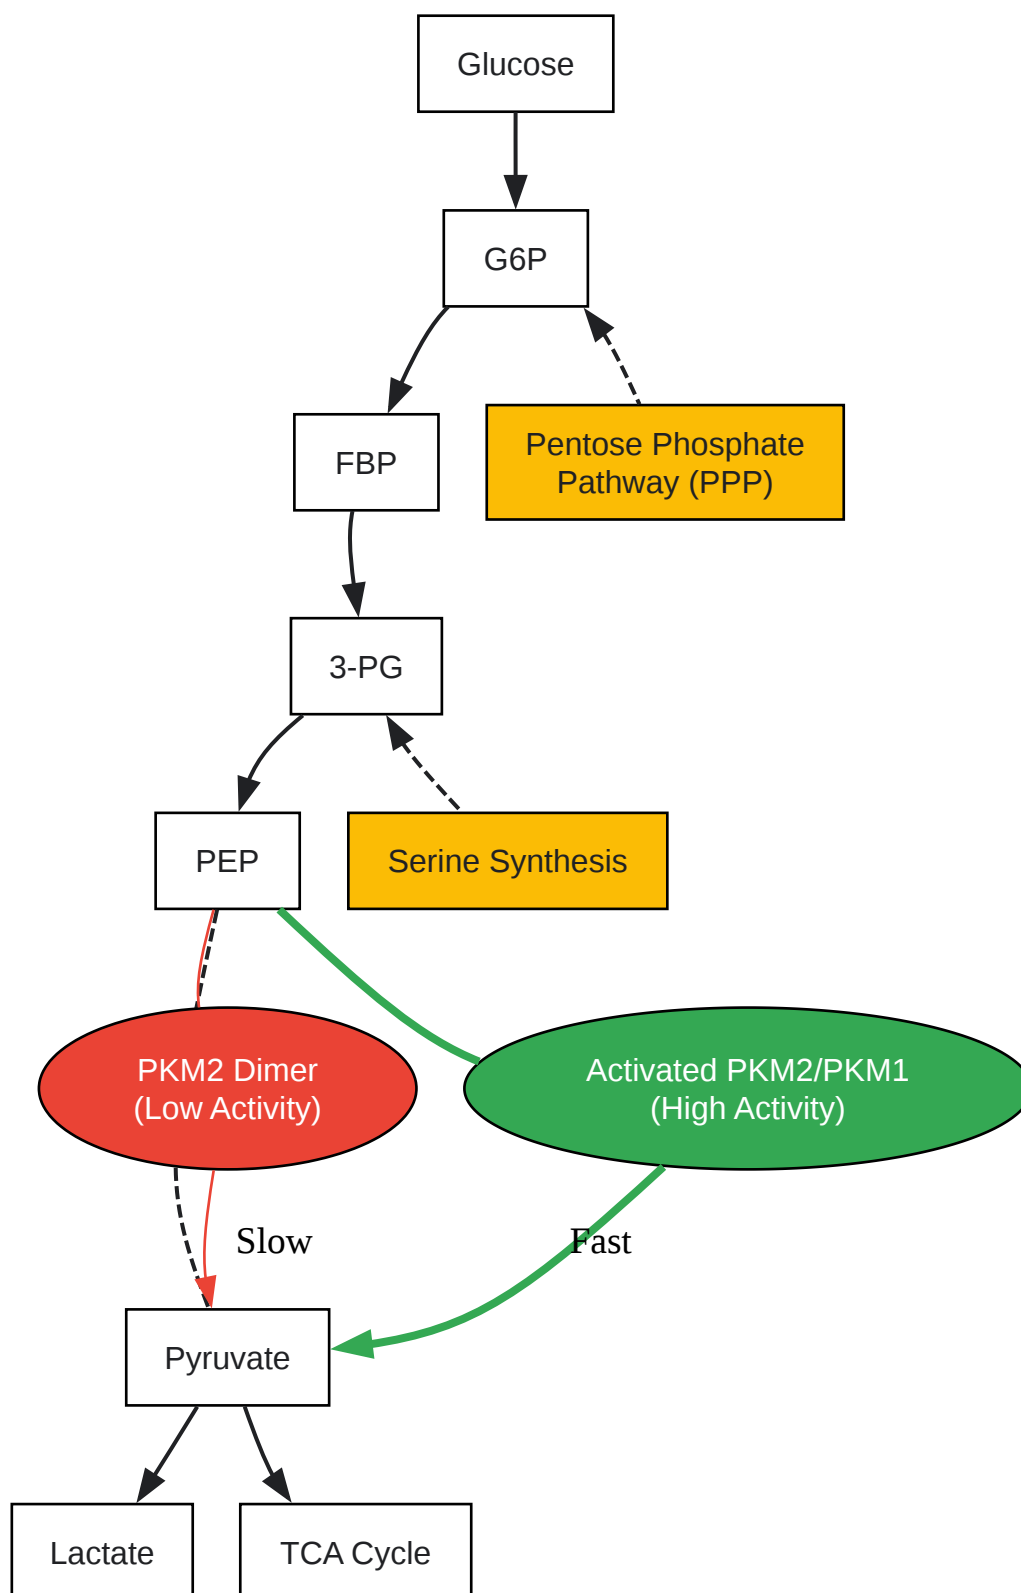 Glucose
G6P
FBP
Pentose Phosphate
Pathway (PPP)
3-PG
PEP
Serine Synthesis
PKM2 Dimer
(Low Activity)
Activated PKM2/PKM1
(High Activity)
Slow
Fast
Pyruvate
Lactate
TCA Cycle